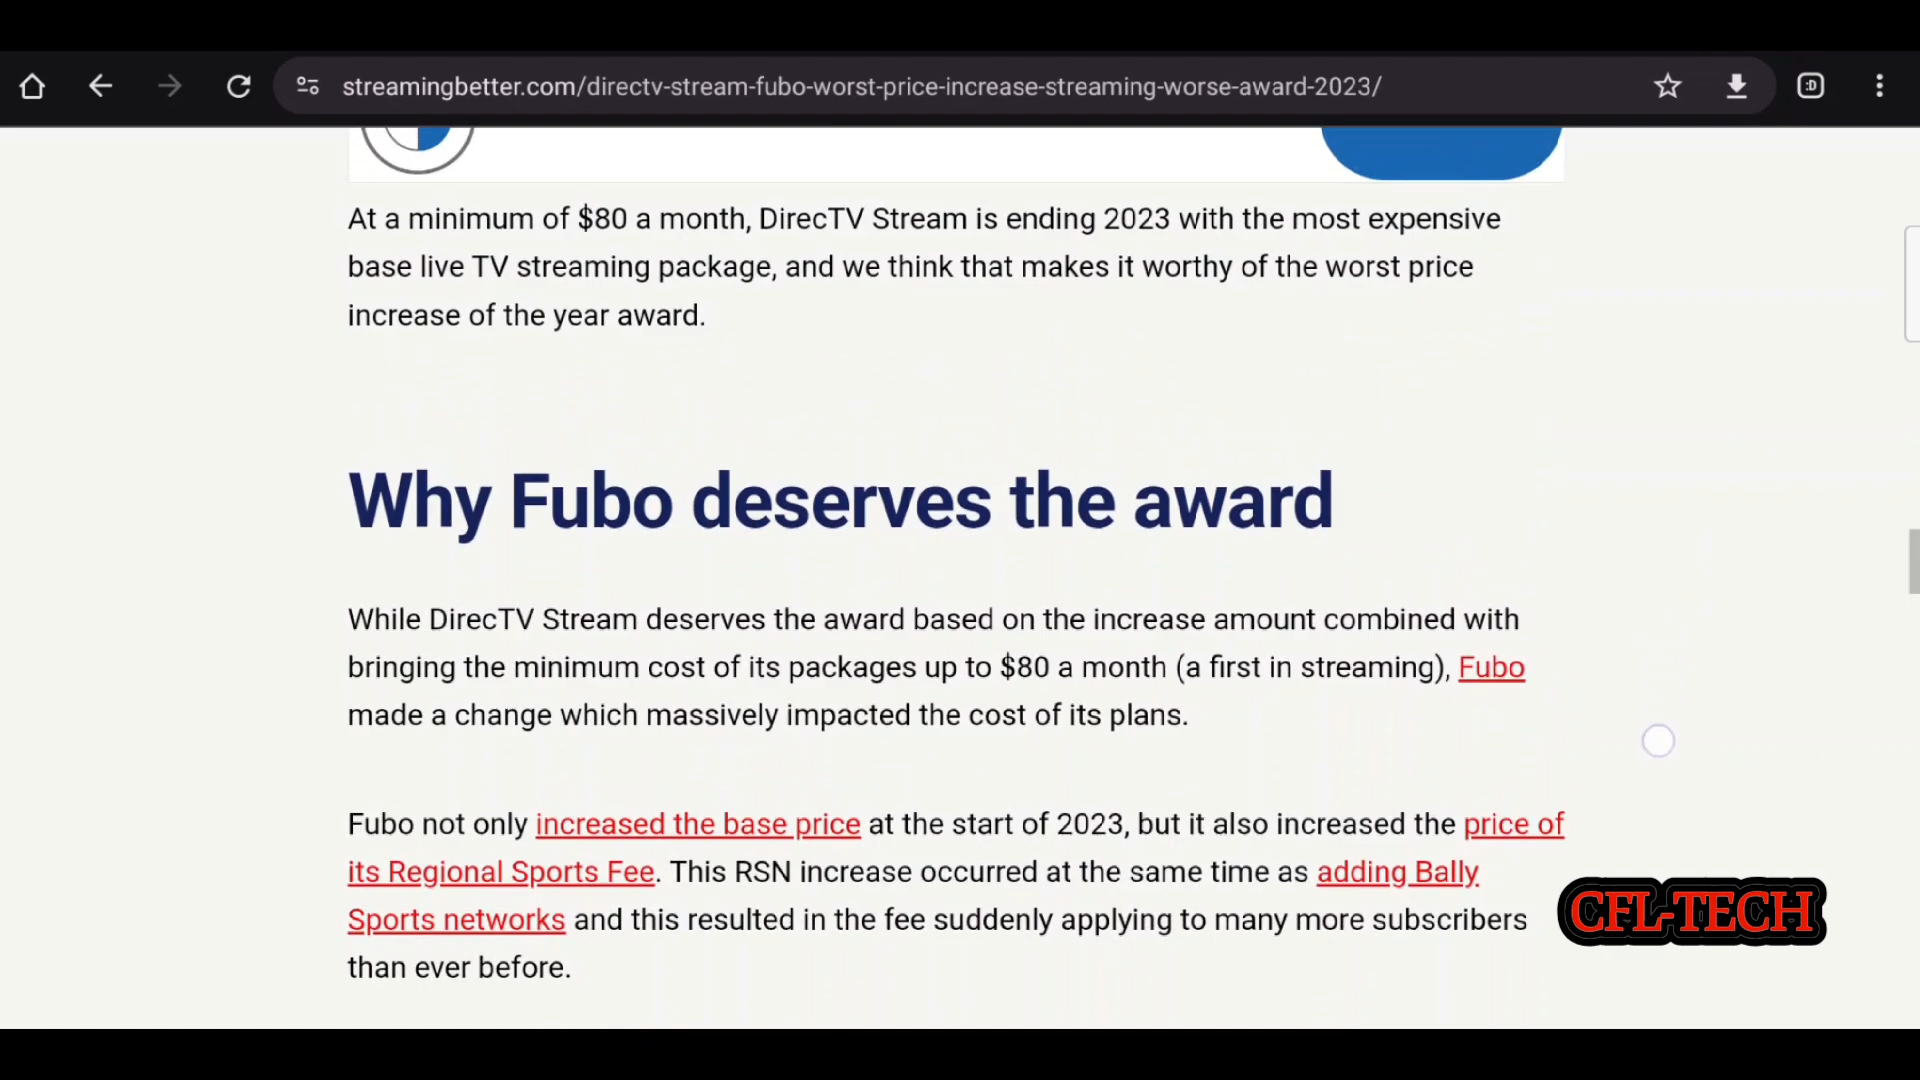 streamingbetter.com/directv-stream-fubo-worst-price-increase-streaming-worse-award-2023/
:D
At a minimum of $80 a month, DirecTV Stream is ending 2023 with the most expensive
base live TV streaming package, and we think that makes it worthy of the worst price
increase of the year award.
Why Fubo deserves the award
While DirecTV Stream deserves the award based on the increase amount combined with
bringing the minimum cost of its packages up to $80 a month (a first in streaming), Fubo
made a change which massively impacted the cost of its plans.
Fubo not only increased the base price at the start of 2023, but it also increased the price of
its Regional Sports Fee. This RSN increase occurred at the same time as adding Bally
Sports networks and this resulted in the fee suddenly applying to many more subscribers
than ever before.
CFL-TECH